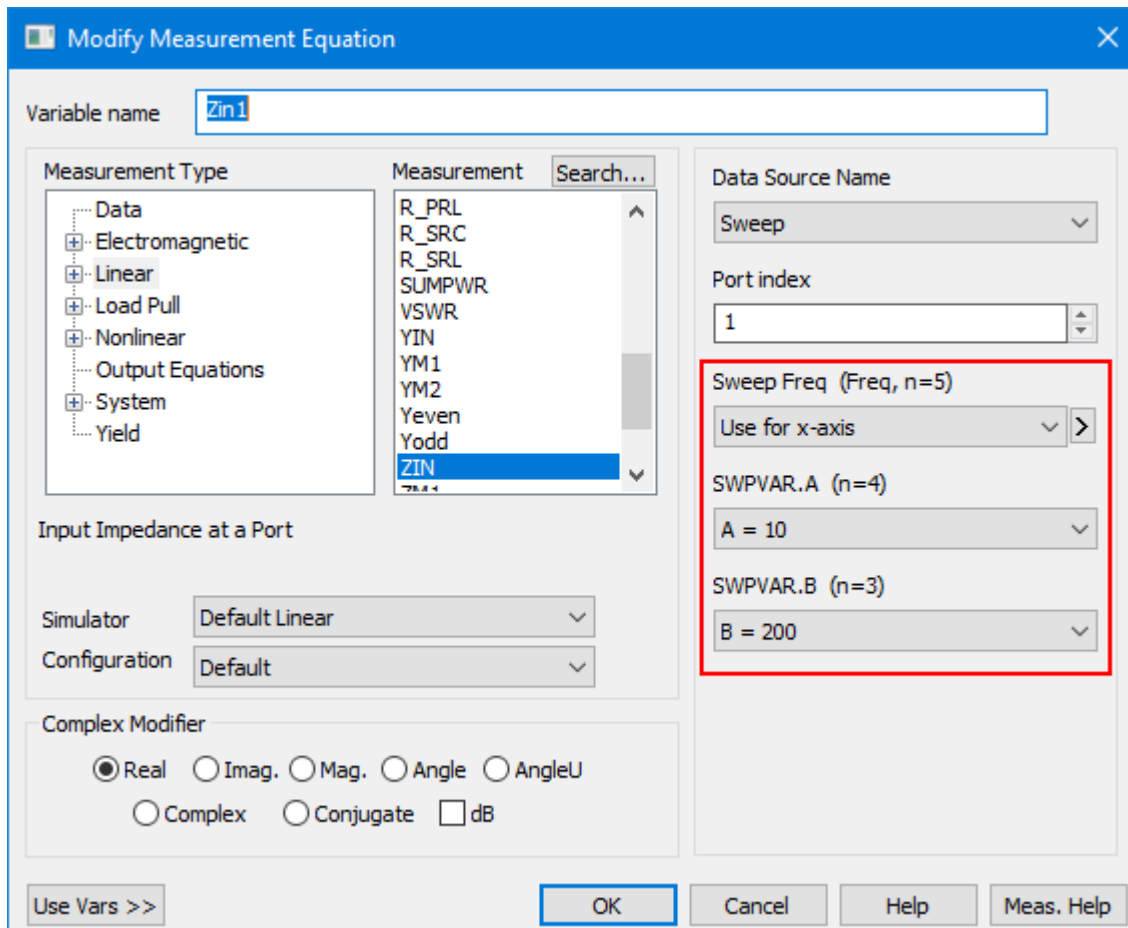 Modify Measurement Equation
Variable name
Zin1
Measurement Type
Data
Electromagnetic
Linear
Load Pull
Nonlinear
Output Equations
System
Yield
Measurement
Search...
R_PRL
R_SRC
R_SRL
SUMPWR
VSWR
YIN
YM1
YM2
Yeven
Yodd
ZIN
ZM1
Input Impedance at a Port
Simulator
Default Linear
Configuration
Default
Complex Modifier
Real Imag. Mag. Angle AngleU
Complex Conjugate dB
Data Source Name
Sweep
Port index
1
Sweep Freq (Freq, n=5)
Use for x-axis
>
SWPVAR.A (n=4)
A = 10
SWPVAR.B (n=3)
B = 200
Use Vars >> OK Cancel Help Meas. Help